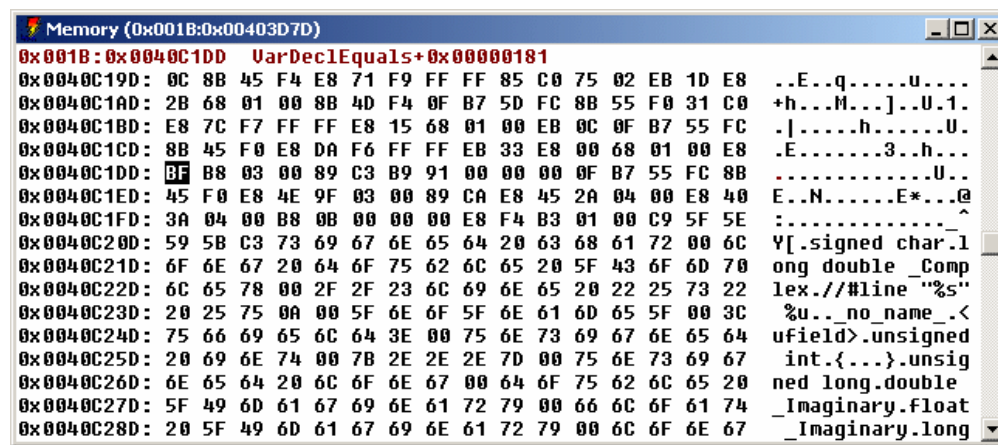 Memory (0x001B:0x00403D7D)
0x001B:0x0040C1DD VarDeclEquals+0x00000181
0x0040C19D: 0C 8B 45 F4 E8 71 F9 FF FF 85 C0 75 02 EB 1D E8 ..E..q.....u....
0x0040C1AD: 2B 68 01 00 8B 4D F4 0F B7 5D FC 8B 55 F0 31 C0 +h...M...]..U.1.
0x0040C1BD: E8 7C F7 FF FF E8 15 68 01 00 EB 0C 0F B7 55 FC .|.....h......U.
0x0040C1CD: 8B 45 F0 E8 DA F6 FF FF EB 33 E8 00 68 01 00 E8 .E.......3..h...
0x0040C1DD: BF B8 03 00 89 C3 B9 91 00 00 00 0F B7 55 FC 8B .............U..
0x0040C1ED: 45 F0 E8 4E 9F 03 00 89 CA E8 45 2A 04 00 E8 40 E..N......E*...@
0x0040C1FD: 3A 04 00 B8 0B 00 00 00 E8 F4 B3 01 00 C9 5F 5E :............._^
0x0040C20D: 59 5B C3 73 69 67 6E 65 64 20 63 68 61 72 00 6C Y[.signed char.l
0x0040C21D: 6F 6E 67 20 64 6F 75 62 6C 65 20 5F 43 6F 6D 70 ong double _Comp
0x0040C22D: 6C 65 78 00 2F 2F 23 6C 69 6E 65 20 22 25 73 22 lex.//#line "%s"
0x0040C23D: 20 25 75 0A 00 5F 6E 6F 5F 6E 61 6D 65 5F 00 3C %u.._no_name_.<
0x0040C24D: 75 66 69 65 6C 64 3E 00 75 6E 73 69 67 6E 65 64 ufield>.unsigned
0x0040C25D: 20 69 6E 74 00 7B 2E 2E 2E 7D 00 75 6E 73 69 67 int.{...}.unsig
0x0040C26D: 6E 65 64 20 6C 6F 6E 67 00 64 6F 75 62 6C 65 20 ned long.double
0x0040C27D: 5F 49 6D 61 67 69 6E 61 72 79 00 66 6C 6F 61 74 _Imaginary.float
0x0040C28D: 20 5F 49 6D 61 67 69 6E 61 72 79 00 6C 6F 6E 67 _Imaginary.long